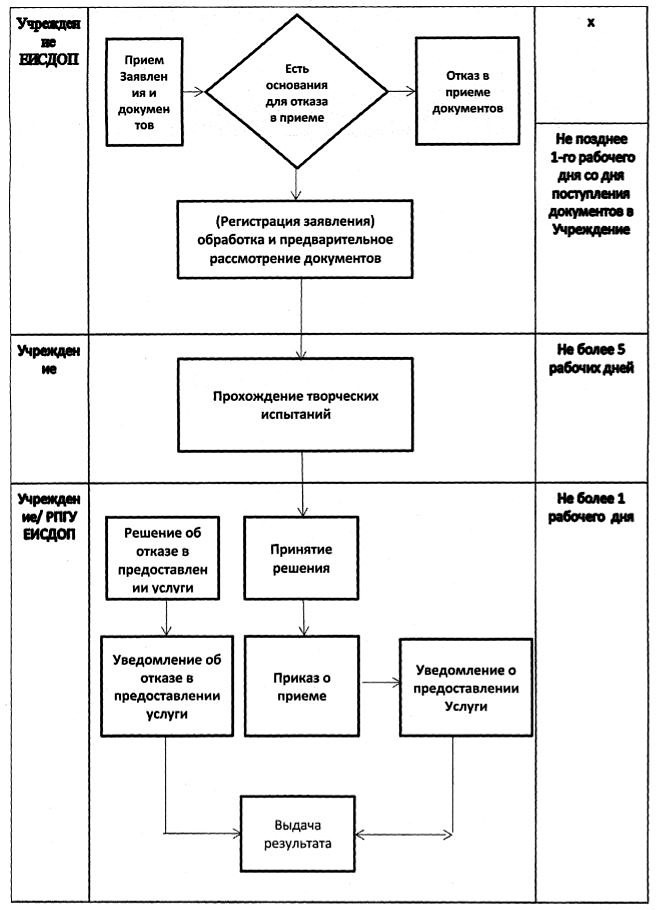 Учрежден
ие
ЕИСДОП
Прием
Заявлен
ия и
докумен
тов
Есть
основания
для отказа
в приеме
Отказ в
приеме
документов
х
Не позднее
1-го рабочего
дня со дня
поступления
документов в
Учреждение
(Регистрация заявления)
обработка и предварительное
рассмотрение документов
Учрежден
ие
Прохождение творческих
испытаний
Не более 5
рабочих дней
Учрежден
ие/ РПГУ
ЕИСДОП
Решение об
отказе в
предоставлен
ии услуги
Принятие
решения
Не более 1
рабочего дня
Уведомление об
отказе в
предоставлении
услуги
Приказ о
приеме
Уведомление о
предоставлении
Услуги
Выдача
результата